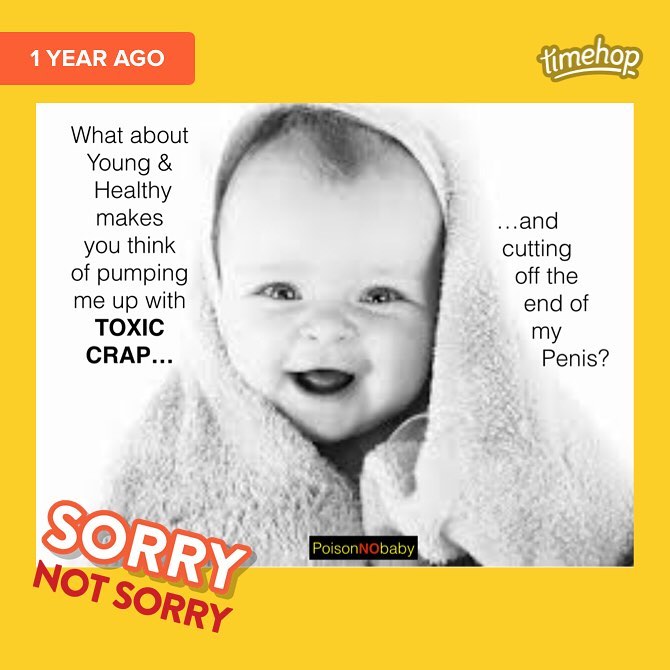 1 YEAR AGO
timehop
What about
Young &
Healthy
makes
you think
of pumping
me up with
TOXIC
CRAP...
...and
cutting
off the
end of
my
Penis?
PoisonNObaby
SORRY
NOT SORRY